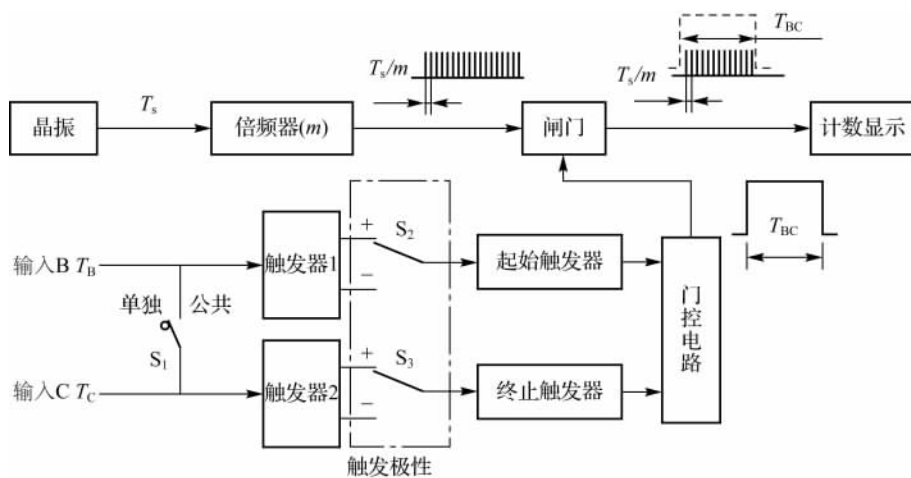 T_BC
T_s/m
T_s/m
T_s
晶振
倍频器(m)
闸门
计数显示
T_BC
输入B T_B
触发器1
+
S_2
−
起始触发器
门控电路
单独
公共
S_1
输入C T_C
触发器2
+
S_3
−
终止触发器
触发极性